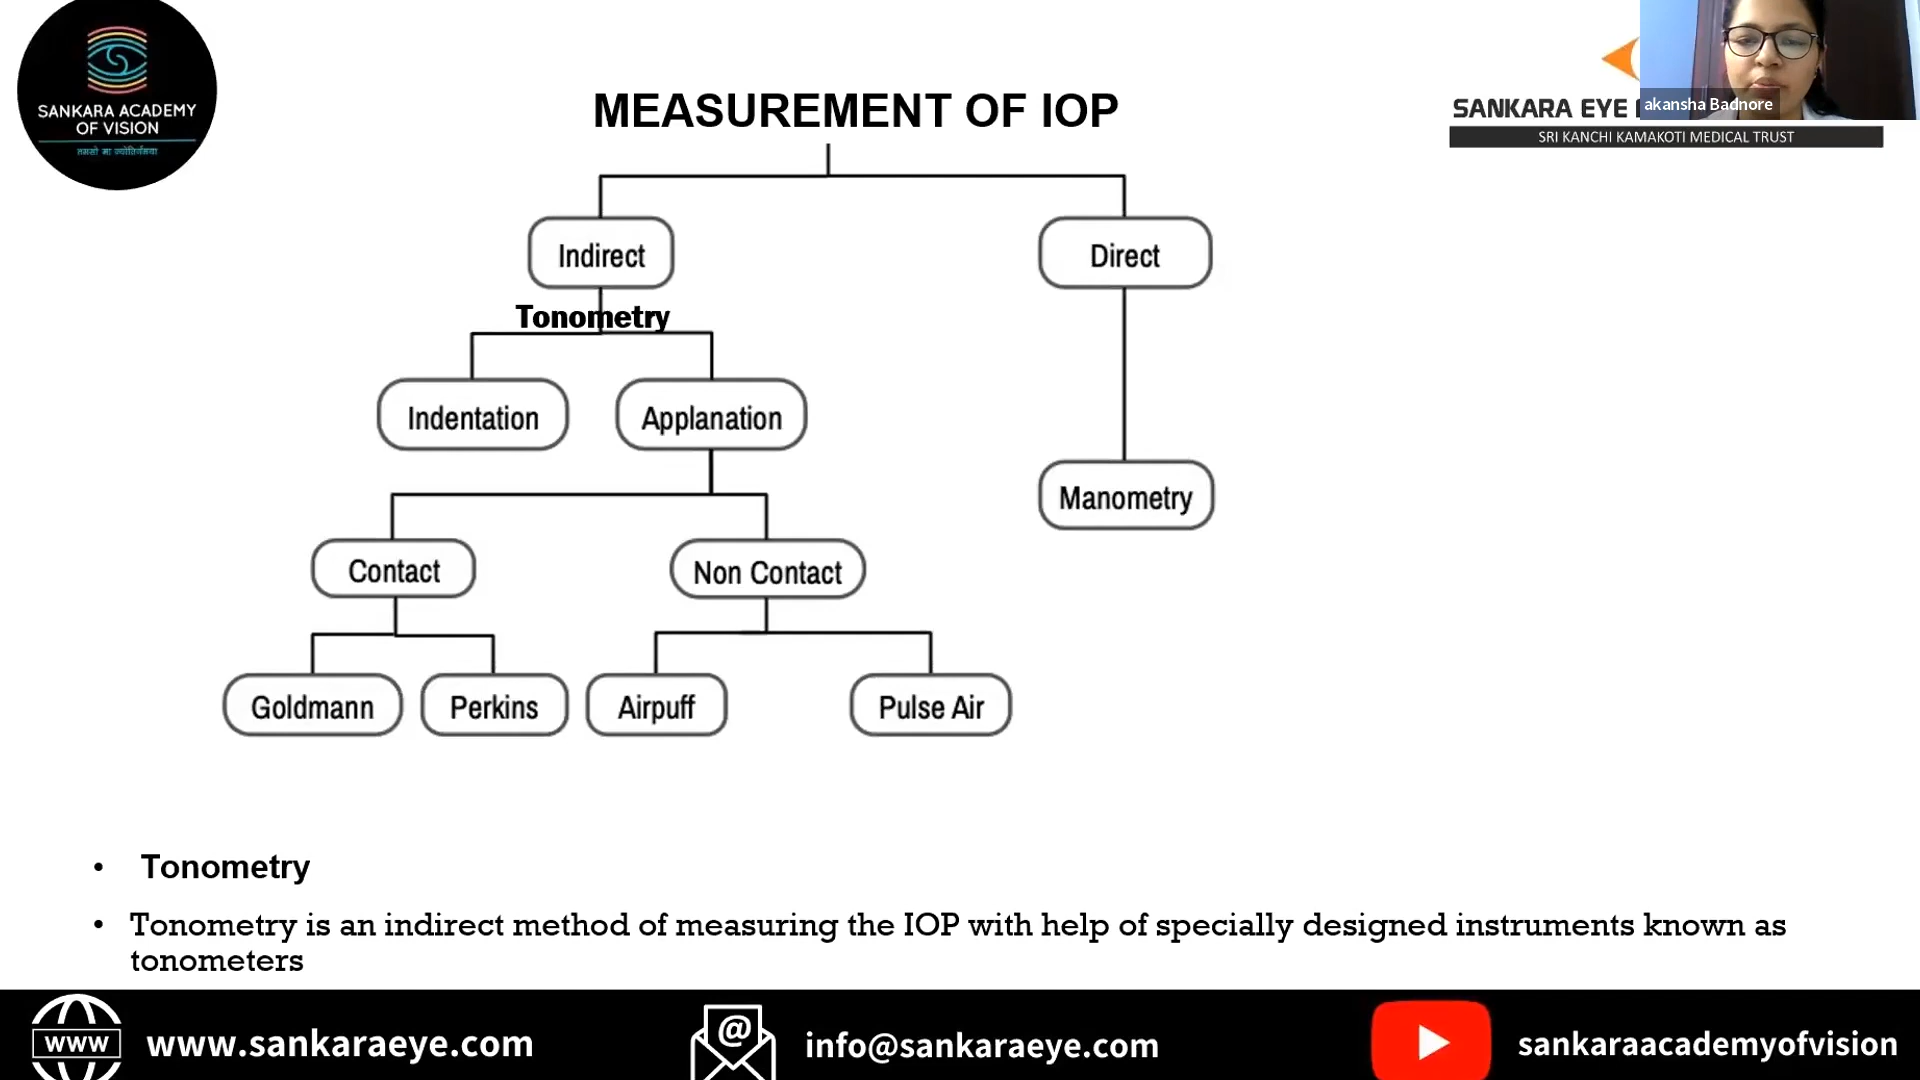 SANKARA ACADEMY
OF VISION
तमसो मा ज्योतिर्गमया
MEASUREMENT OF IOP
SANKARA EYE
akansha Badnore
SRI KANCHI KAMAKOTI MEDICAL TRUST
Indirect
Direct
Tonometry
Indentation
Applanation
Manometry
Contact
Non Contact
Goldmann
Perkins
Airpuff
Pulse Air
• Tonometry
• Tonometry is an indirect method of measuring the IOP with help of specially designed instruments known as
tonometers
www
www.sankaraeye.com
@
info@sankaraeye.com
sankaraacademyofvision